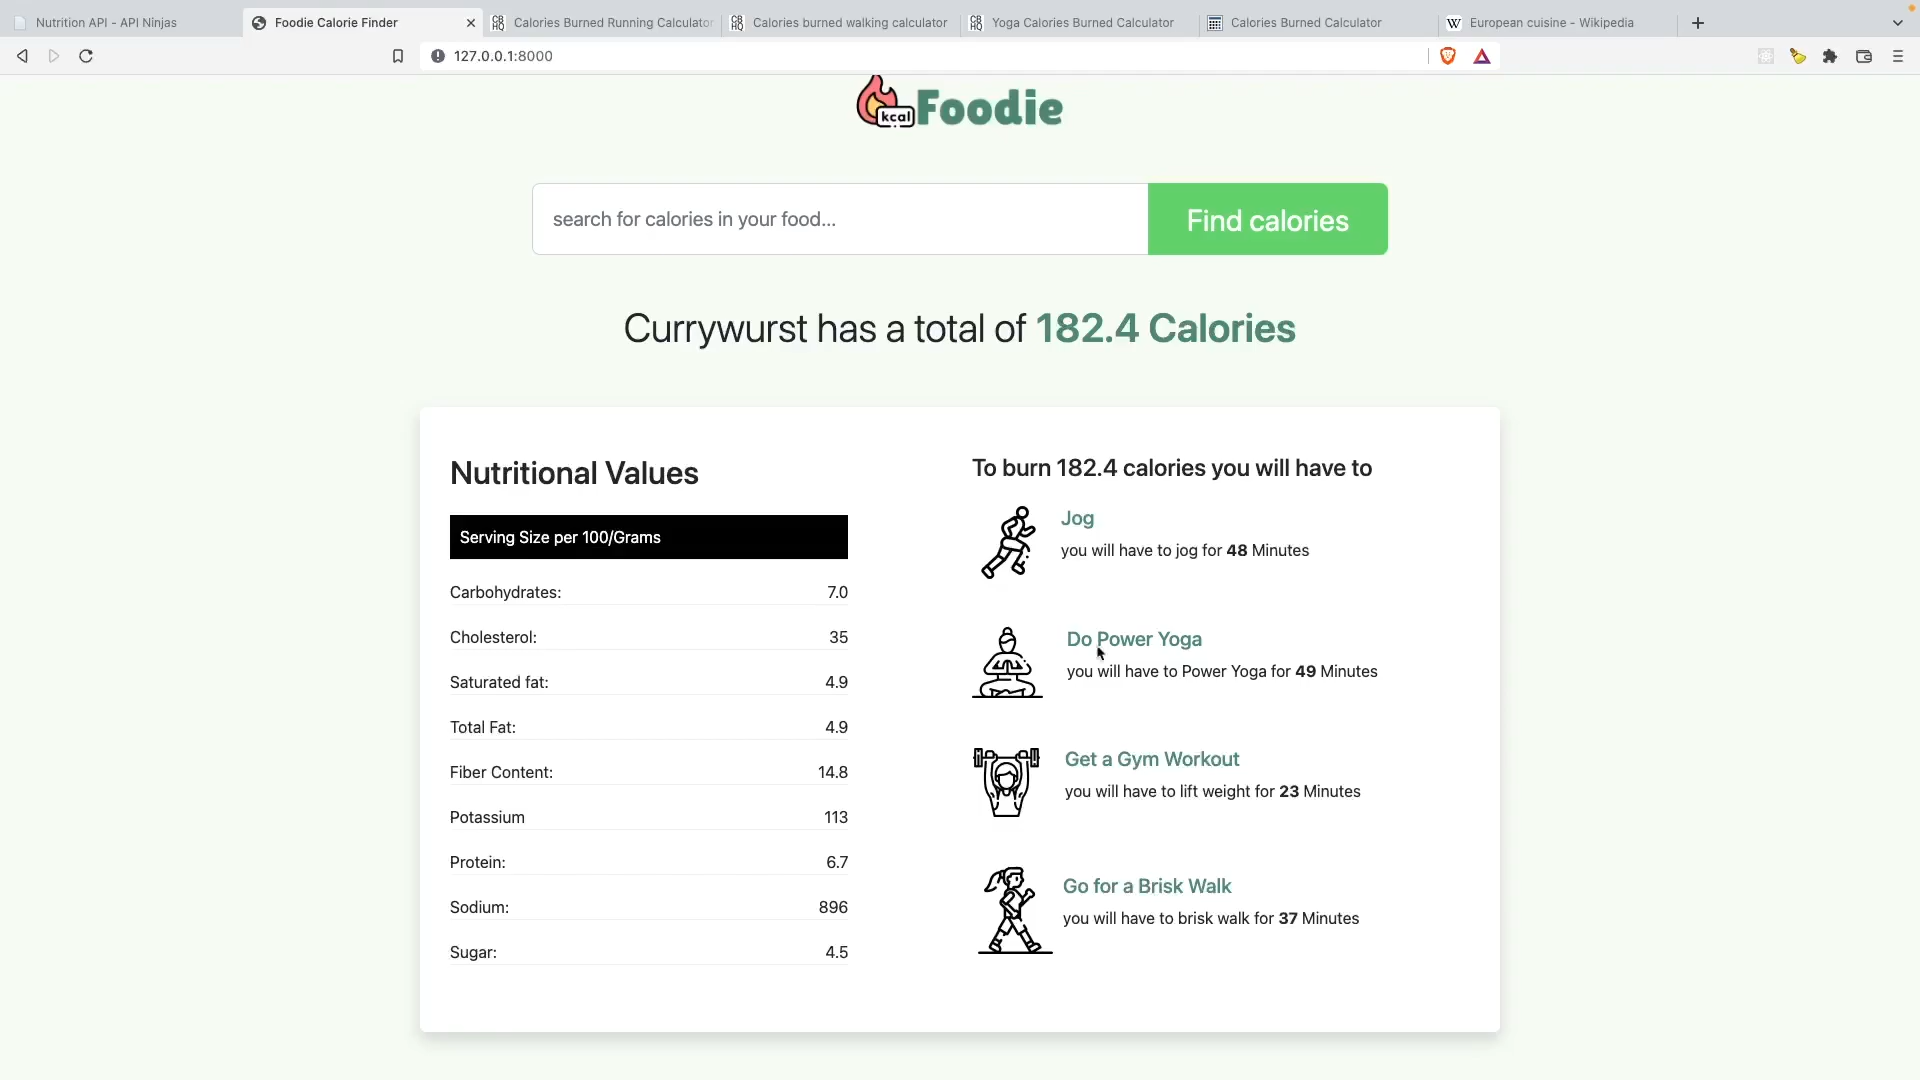 Nutrition API - API Ninjas
Foodie Calorie Finder
Calories Burned Running Calculator
Calories burned walking calculator
Yoga Calories Burned Calculator
Calories Burned Calculator
W European cuisine - Wikipedia
127.0.0.1:8000
kcal Foodie
search for calories in your food...
Find calories
Currywurst has a total of 182.4 Calories
Nutritional Values
Serving Size per 100/Grams
Carbohydrates: 7.0
Cholesterol: 35
Saturated fat: 4.9
Total Fat: 4.9
Fiber Content: 14.8
Potassium 113
Protein: 6.7
Sodium: 896
Sugar: 4.5
To burn 182.4 calories you will have to
Jog
you will have to jog for 48 Minutes
Do Power Yoga
you will have to Power Yoga for 49 Minutes
Get a Gym Workout
you will have to lift weight for 23 Minutes
Go for a Brisk Walk
you will have to brisk walk for 37 Minutes